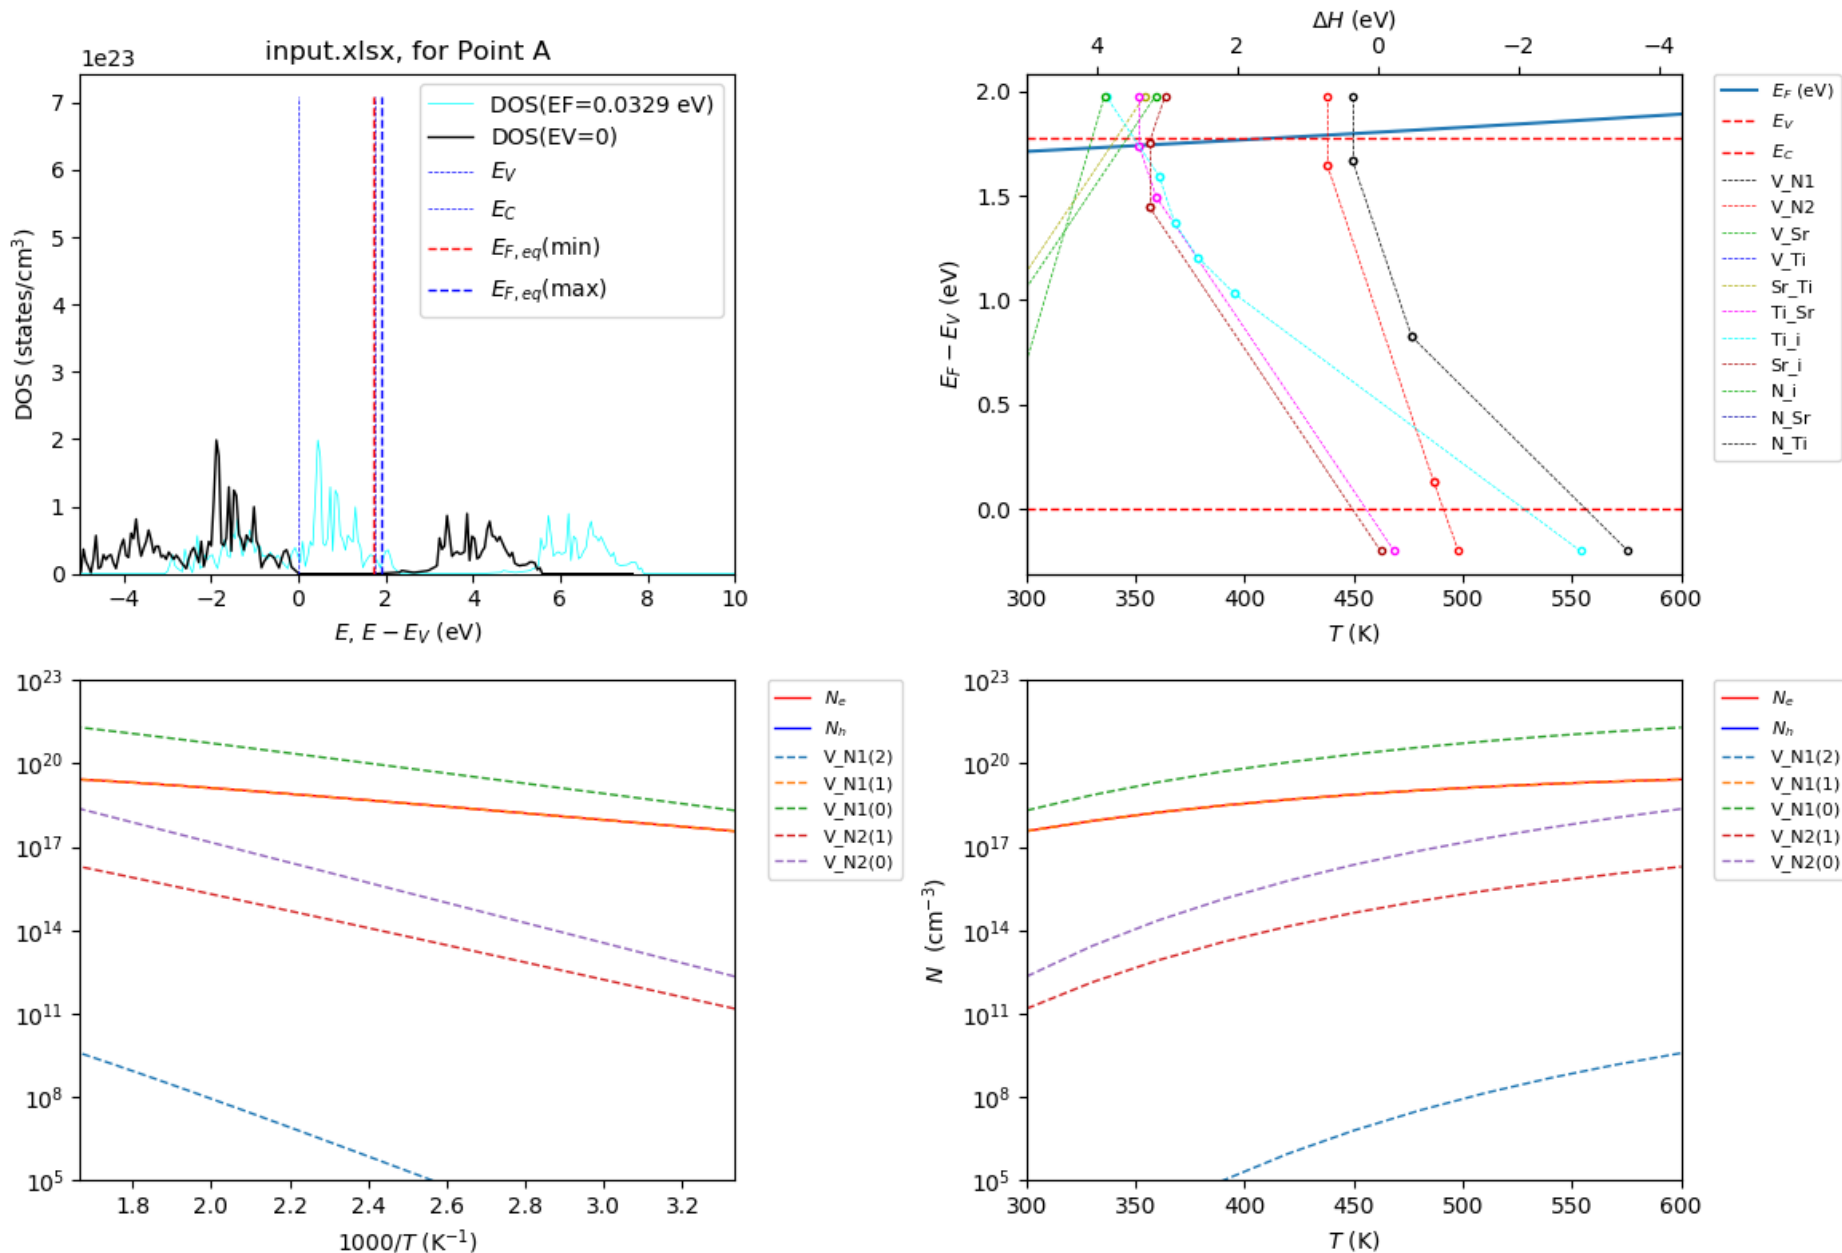 input.xlsx, for Point A
1e23
7
6
5
4
3
2
1
0
DOS (states/cm³)
DOS(EF=0.0329 eV)
DOS(EV=0)
E_V
E_C
E_{F,eq}(min)
E_{F,eq}(max)
−4 −2 0 2 4 6 8 10
E, E − E_V (eV)
ΔH (eV)
4 2 0 −2 −4
2.0
1.5
1.0
0.5
0.0
E_F − E_V (eV)
300 350 400 450 500 550 600
T (K)
E_F (eV)
E_V
E_C
V_N1
V_N2
V_Sr
V_Ti
Sr_Ti
Ti_Sr
Ti_i
Sr_i
N_i
N_Sr
N_Ti
10²³
10²⁰
10¹⁷
10¹⁴
10¹¹
10⁸
10⁵
1.8 2.0 2.2 2.4 2.6 2.8 3.0 3.2
1000/T (K⁻¹)
N_e
N_h
V_N1(2)
V_N1(1)
V_N1(0)
V_N2(1)
V_N2(0)
10²³
10²⁰
10¹⁷
10¹⁴
10¹¹
10⁸
10⁵
N (cm⁻³)
300 350 400 450 500 550 600
T (K)
N_e
N_h
V_N1(2)
V_N1(1)
V_N1(0)
V_N2(1)
V_N2(0)